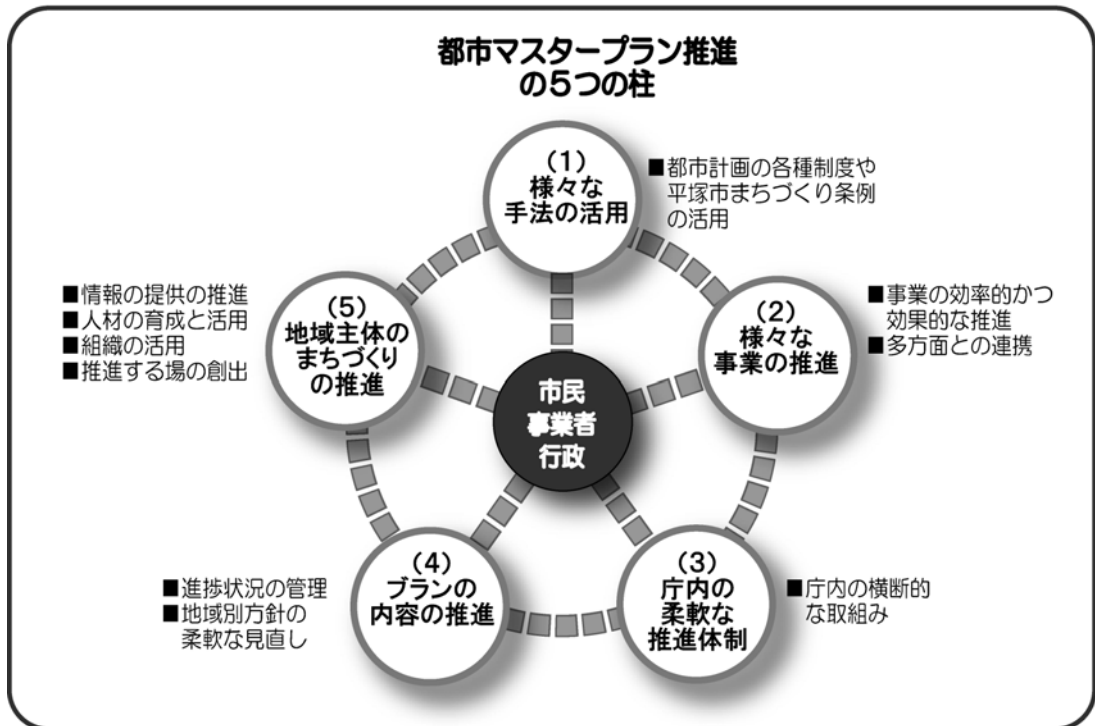 都市マスタープラン推進
の5つの柱
(1)
様々な
手法の活用
■都市計画の各種制度や
平塚市まちづくり条例
の活用
(2)
様々な
事業の推進
■事業の効率的かつ
効果的な推進
■多方面との連携
(3)
庁内の
柔軟な
推進体制
■庁内の横断的
な取組み
(4)
プランの
内容の推進
■進捗状況の管理
■地域別方針の
柔軟な見直し
(5)
地域主体の
まちづくり
の推進
■情報の提供の推進
■人材の育成と活用
■組織の活用
■推進する場の創出
市民
事業者
行政